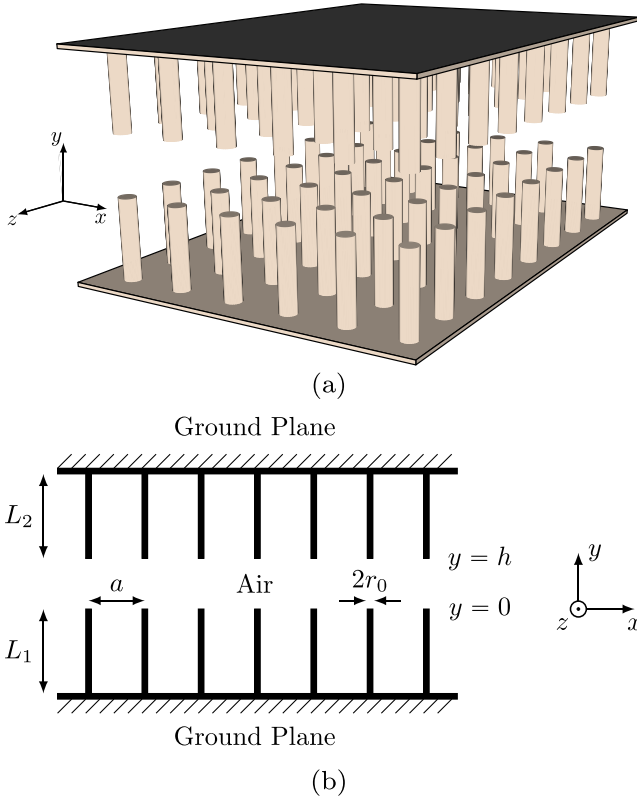 y
z x
(a)
Ground Plane
L₂
y = h
a Air 2r₀
y = 0
y
z x
L₁
Ground Plane
(b)